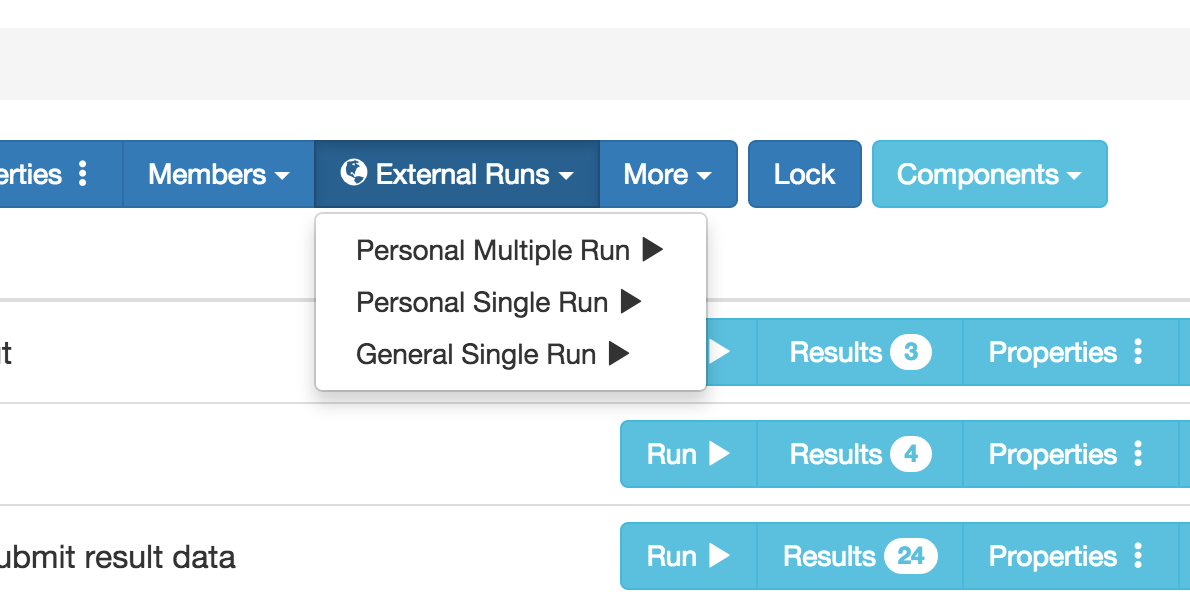 erties Members External Runs More Lock Components
Personal Multiple Run
Personal Single Run
General Single Run
t Results 3 Properties
Run Results 4 Properties
ubmit result data Run Results 24 Properties